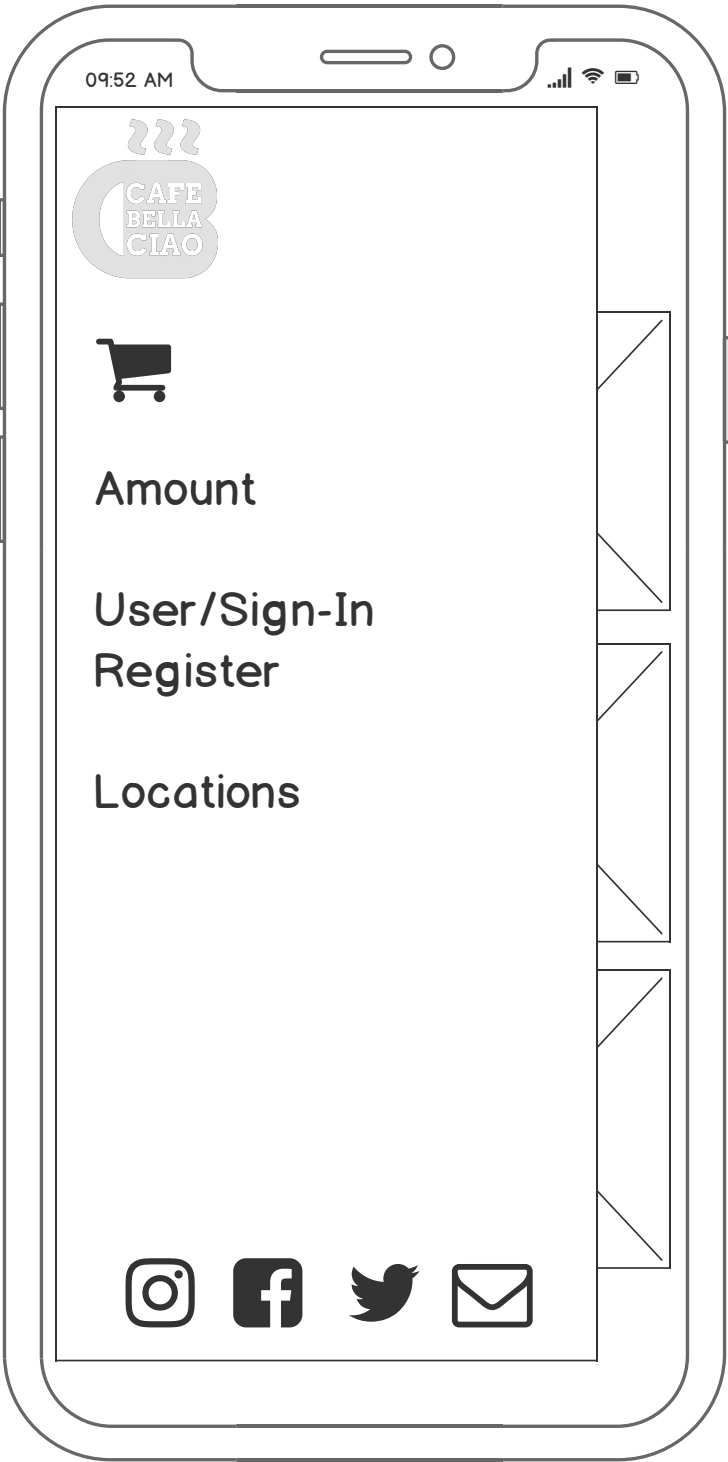 09:52 AM
CAFE
BELLA
CIAO
Amount
User/Sign-In
Register
Locations